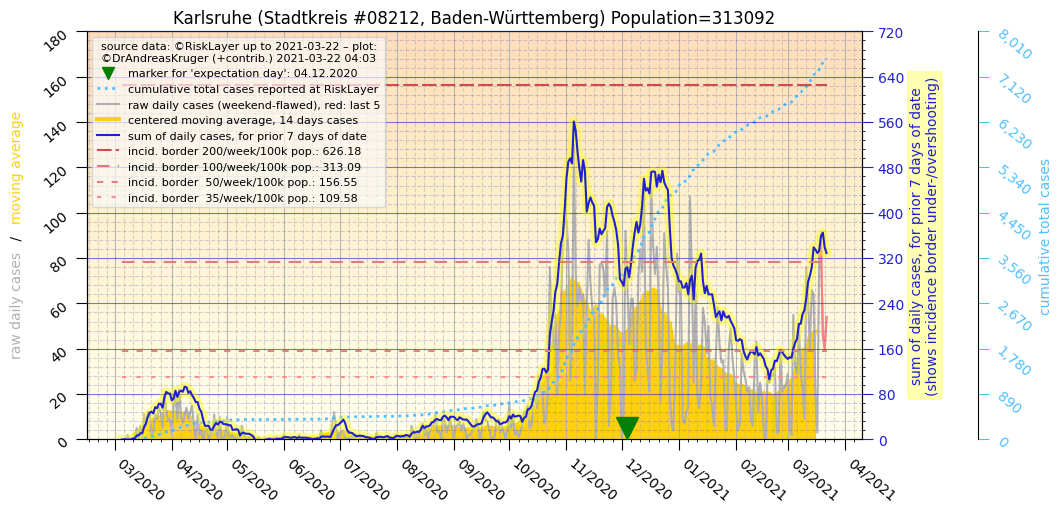 Karlsruhe (Stadtkreis #08212, Baden-Württemberg) Population=313092
source data: ©RiskLayer up to 2021-03-22 – plot:
©DrAndreasKruger (+contrib.) 2021-03-22 04:03
marker for 'expectation day': 04.12.2020
cumulative total cases reported at RiskLayer
raw daily cases (weekend-flawed), red: last 5
centered moving average, 14 days cases
sum of daily cases, for prior 7 days of date
incid. border 200/week/100k pop.: 626.18
incid. border 100/week/100k pop.: 313.09
incid. border  50/week/100k pop.: 156.55
incid. border  35/week/100k pop.: 109.58
raw daily cases / moving average
180
160
140
120
100
80
60
40
20
0
03/2020
04/2020
05/2020
06/2020
07/2020
08/2020
09/2020
10/2020
11/2020
12/2020
01/2021
02/2021
03/2021
04/2021
720
640
560
480
400
320
240
160
80
0
sum of daily cases, for prior 7 days of date
(shows incidence border under-/overshooting)
8,010
7,120
6,230
5,340
4,450
3,560
2,670
1,780
890
0
cumulative total cases